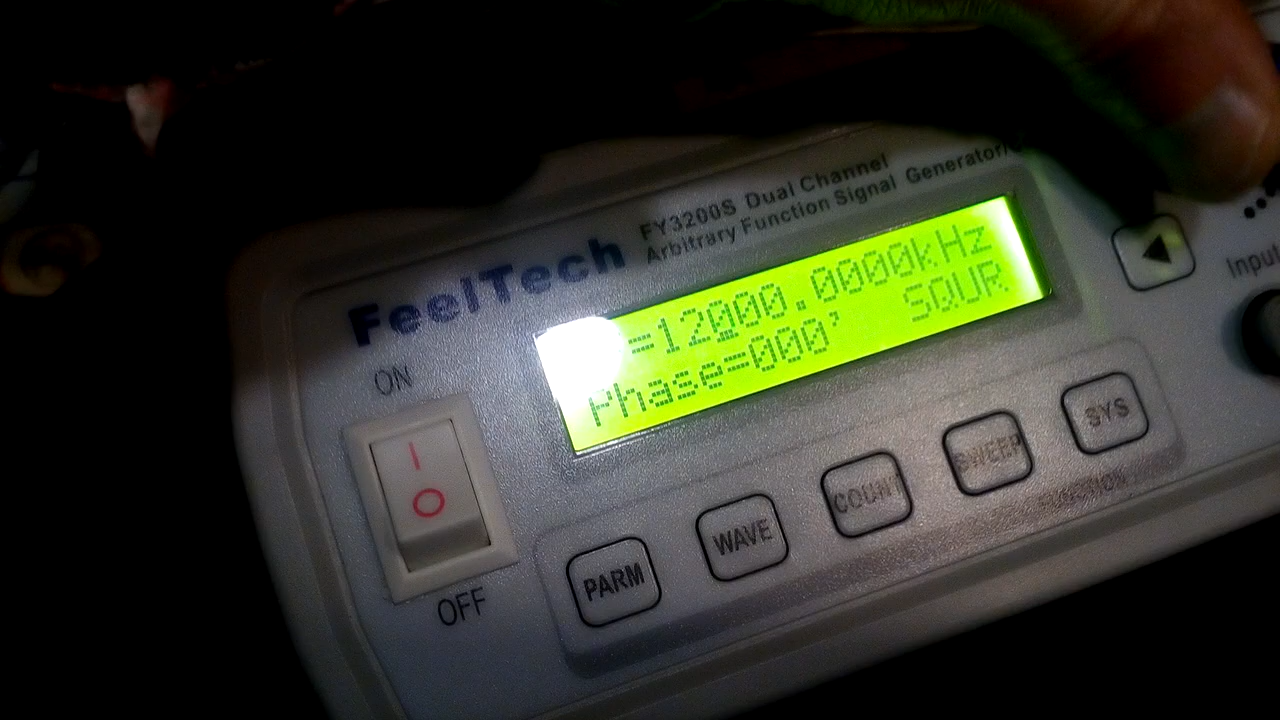 FY3200S Dual Channel
Arbitrary Function Signal Generator/
FeelTech
=12000.0000kHz
Phase=000' SQUR
ON
I
O
OFF
PARM
WAVE
COUNT
SWEEP
SYS
FUNCTION
Input